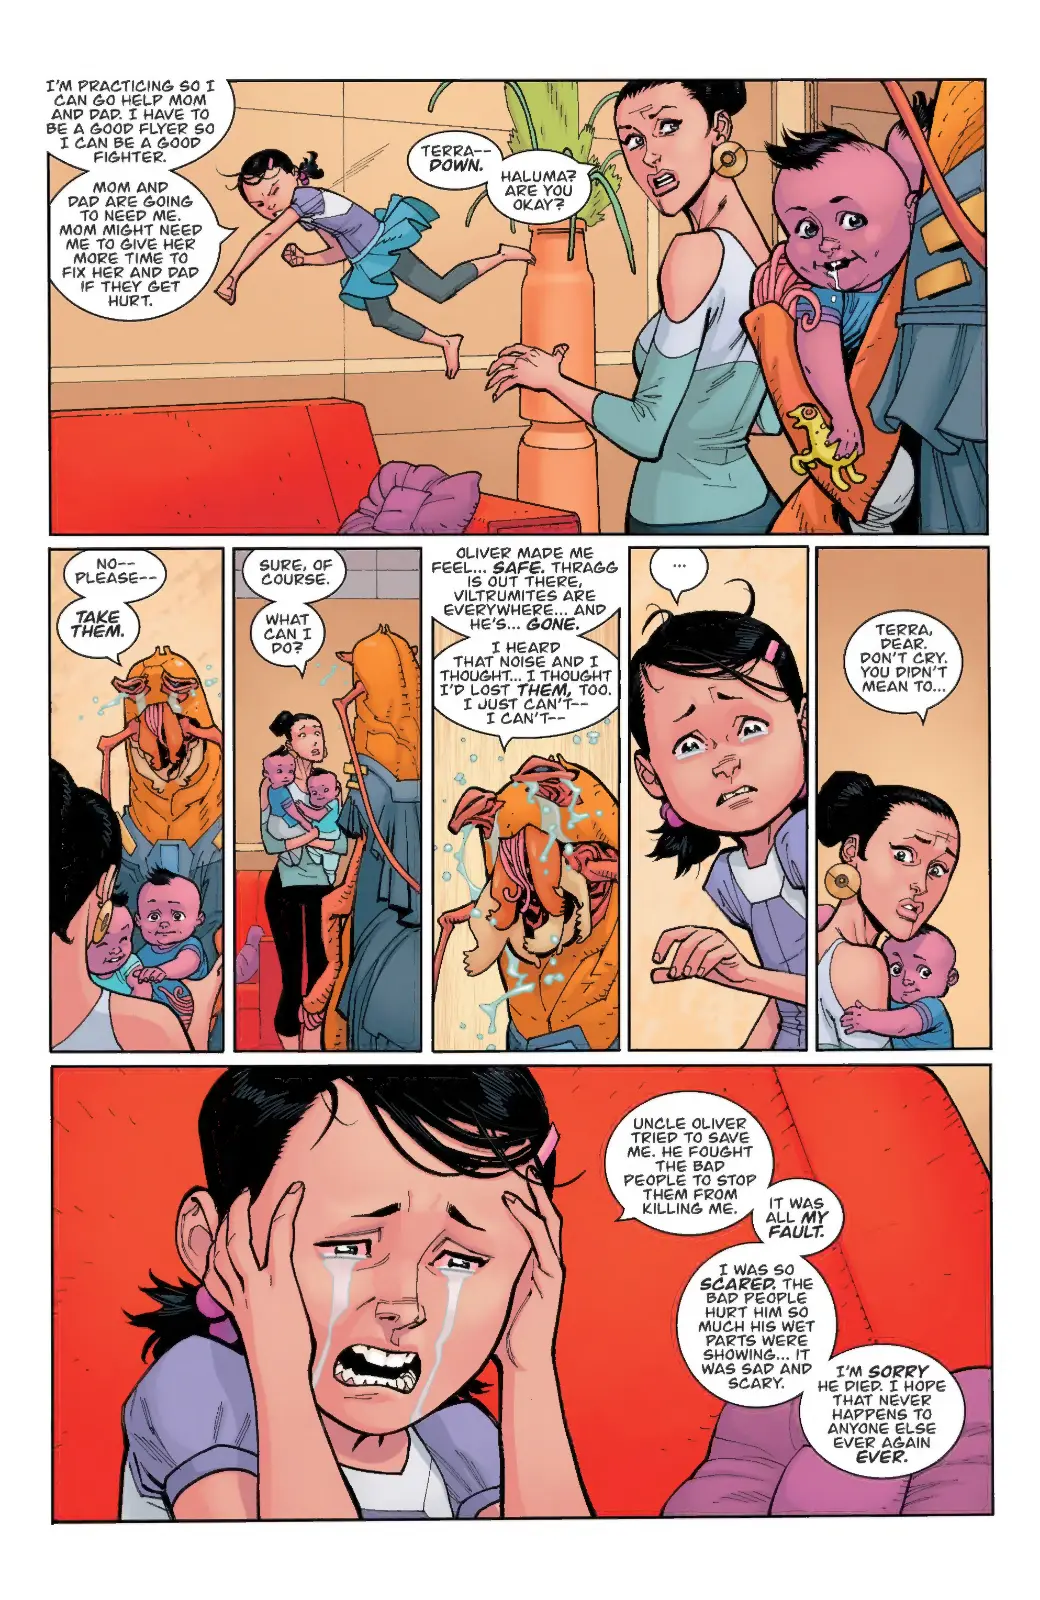 I'M PRACTICING SO I
CAN GO HELP MOM
AND DAD. I HAVE TO
BE A GOOD FLYER SO
I CAN BE A GOOD
FIGHTER.
MOM AND
DAD ARE GOING
TO NEED ME.
MOM MIGHT NEED
ME TO GIVE HER
MORE TIME TO
FIX HER AND DAD
IF THEY GET
HURT.
TERRA--
DOWN.
HALUMA?
ARE YOU
OKAY?
NO--
PLEASE--
TAKE
THEM.
SURE, OF
COURSE.
WHAT
CAN I
DO?
OLIVER MADE ME
FEEL... SAFE. THRAGG
IS OUT THERE,
VILTRUMITES ARE
EVERYWHERE... AND
HE'S... GONE.
I HEARD
THAT NOISE AND I
THOUGHT... I THOUGHT
I'D LOST THEM, TOO.
I JUST CAN'T--
I CAN'T--
...
TERRA,
DEAR.
DON'T CRY.
YOU DIDN'T
MEAN TO...
UNCLE OLIVER
TRIED TO SAVE
ME. HE FOUGHT
THE BAD
PEOPLE TO STOP
THEM FROM
KILLING ME.
IT WAS
ALL MY
FAULT.
I WAS SO
SCARED. THE
BAD PEOPLE
HURT HIM SO
MUCH HIS WET
PARTS WERE
SHOWING... IT
WAS SAD AND
SCARY.
I'M SORRY
HE DIED. I HOPE
THAT NEVER
HAPPENS TO
ANYONE ELSE
EVER AGAIN
EVER.